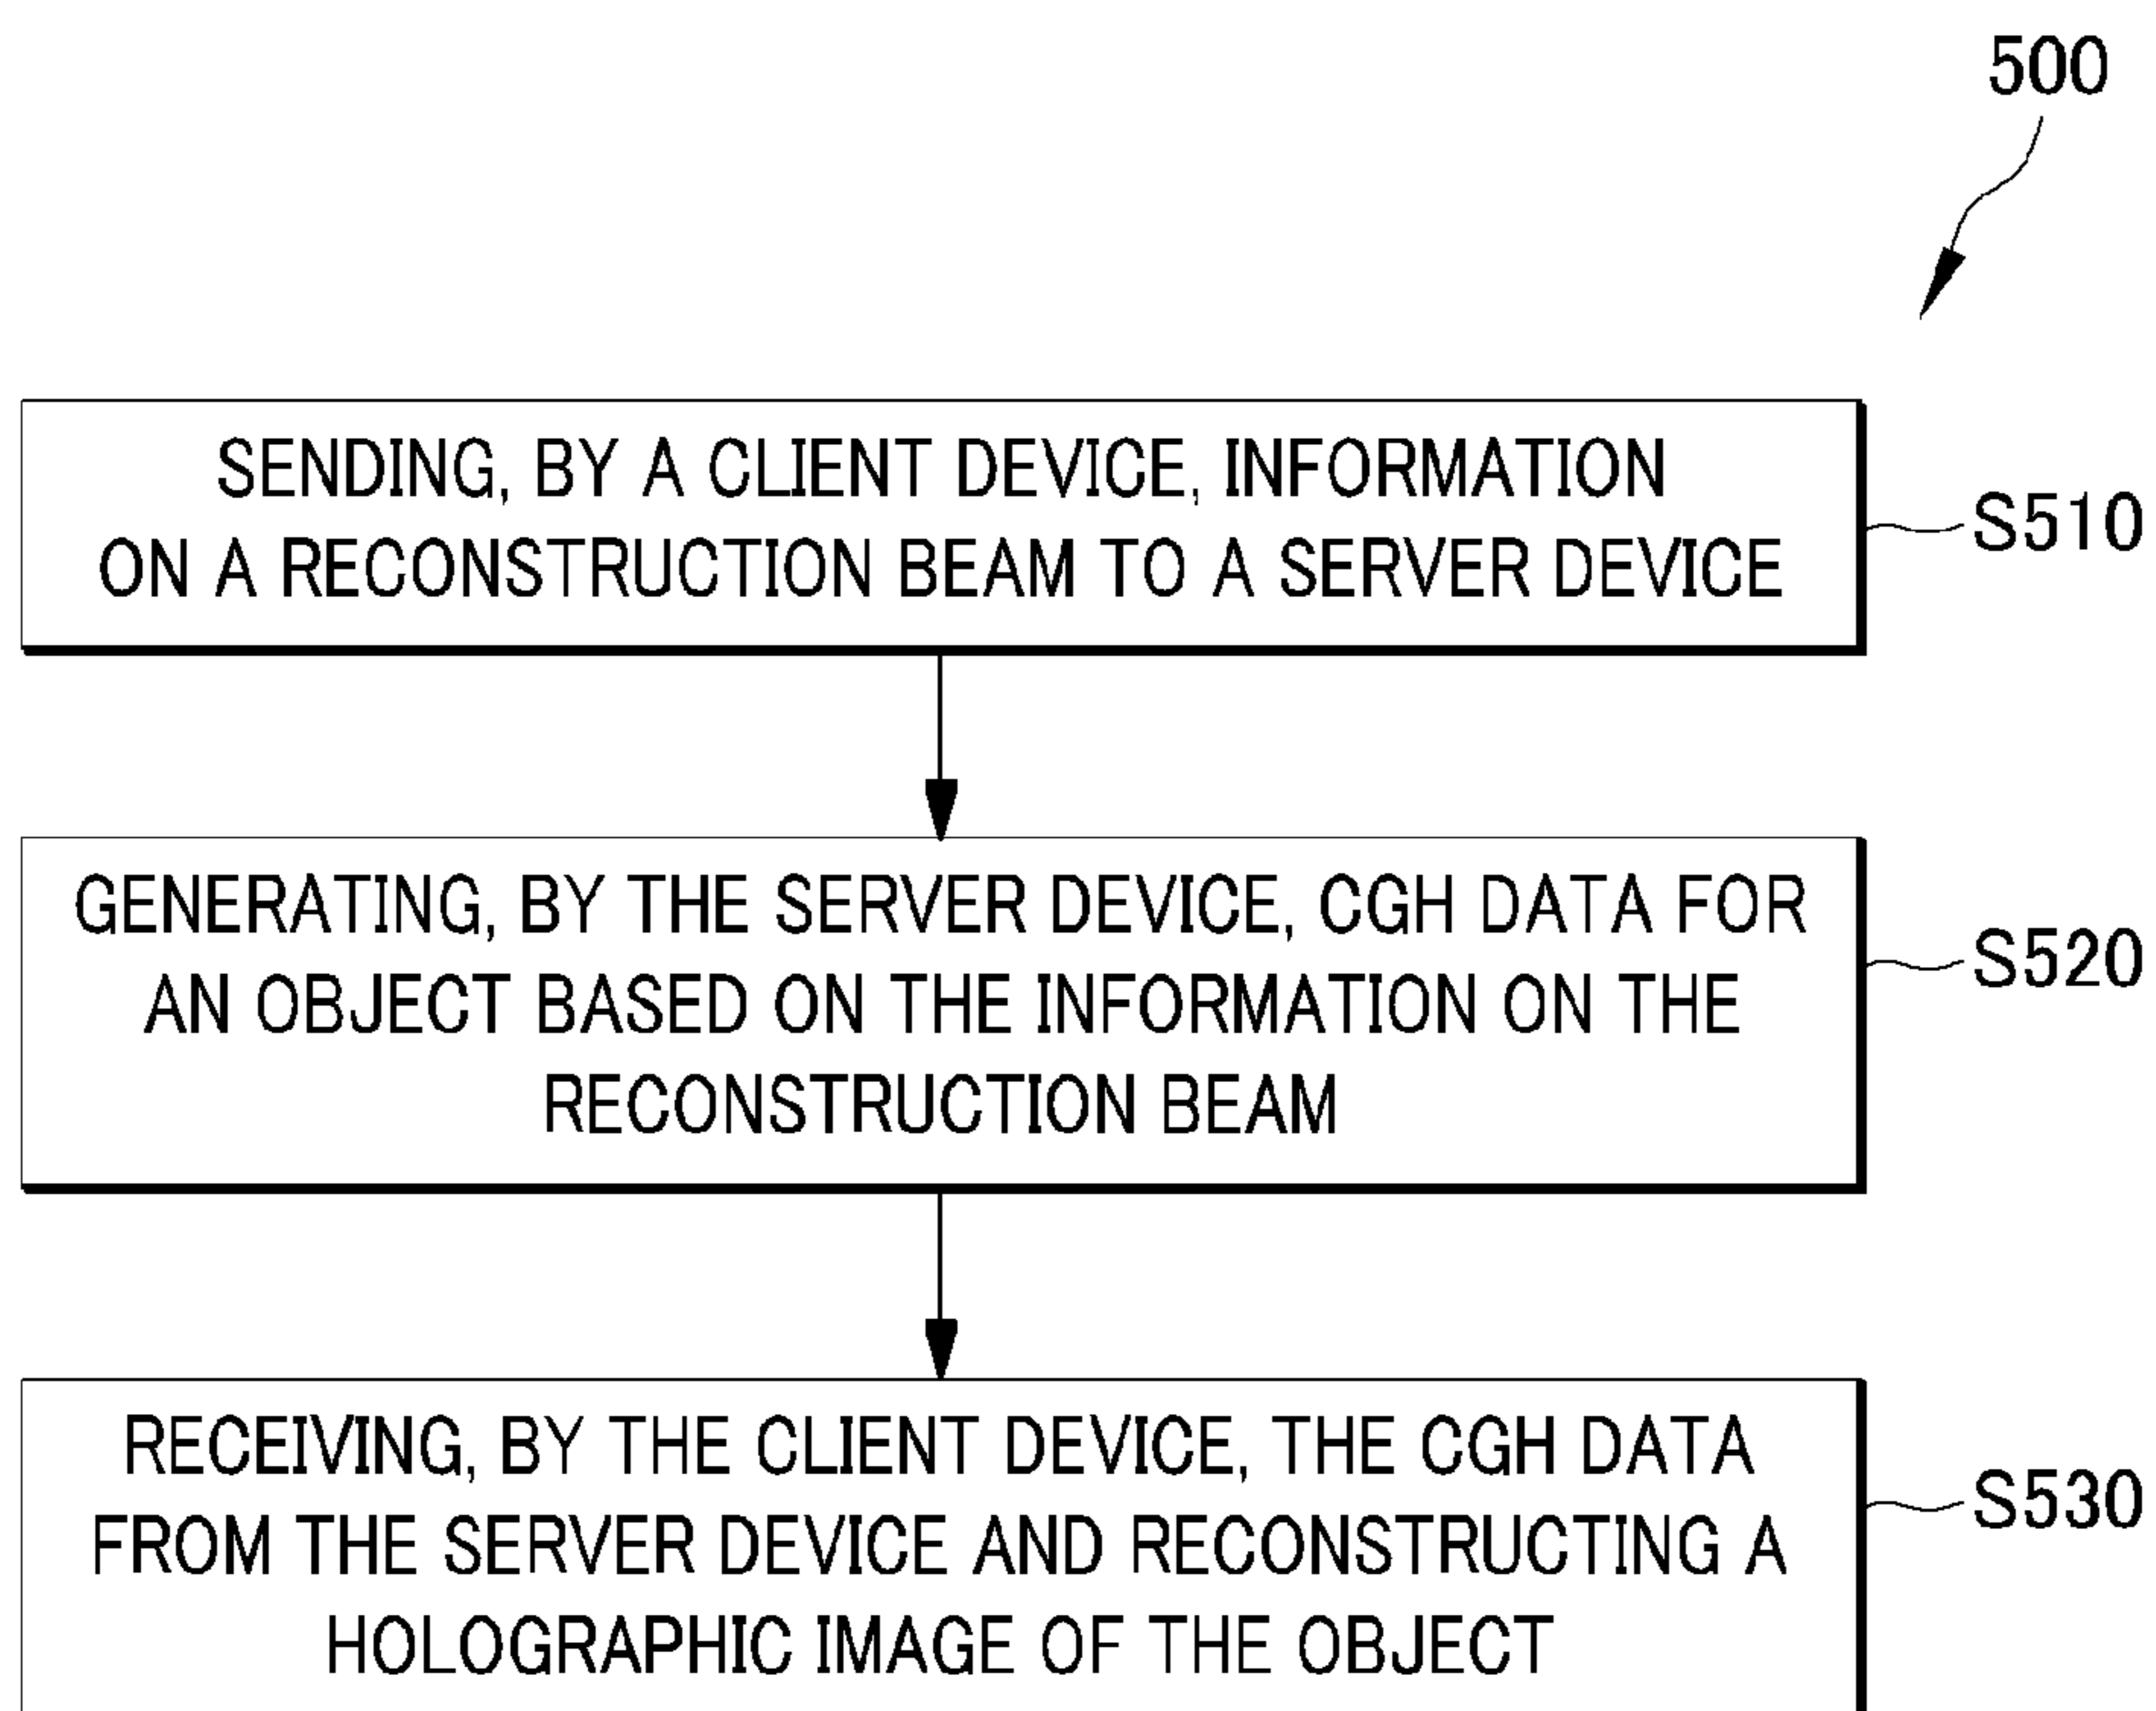 500
SENDING, BY A CLIENT DEVICE, INFORMATION
ON A RECONSTRUCTION BEAM TO A SERVER DEVICE
S510
GENERATING, BY THE SERVER DEVICE, CGH DATA FOR
AN OBJECT BASED ON THE INFORMATION ON THE
RECONSTRUCTION BEAM
S520
RECEIVING, BY THE CLIENT DEVICE, THE CGH DATA
FROM THE SERVER DEVICE AND RECONSTRUCTING A
HOLOGRAPHIC IMAGE OF THE OBJECT
S530